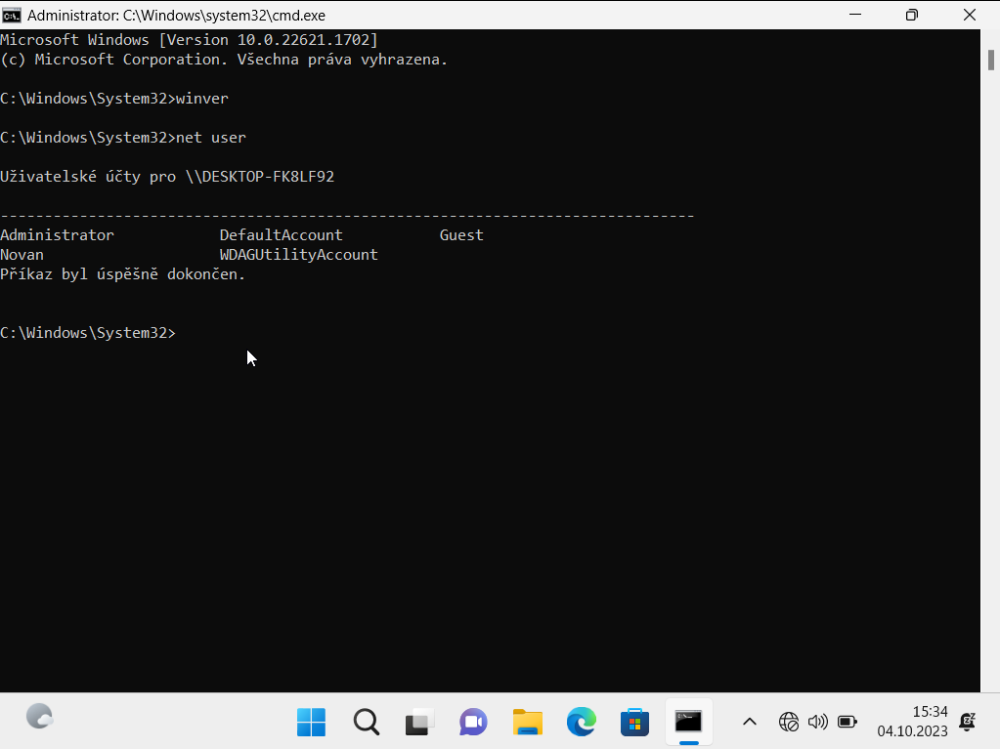 Administrator: C:\Windows\system32\cmd.exe
Microsoft Windows [Version 10.0.22621.1702]
(c) Microsoft Corporation. Všechna práva vyhrazena.
C:\Windows\System32>winver
C:\Windows\System32>net user
Uživatelské účty pro \\DESKTOP-FK8LF92
-------------------------------------------------------------------------------
Administrator            DefaultAccount           Guest
Novan                    WDAGUtilityAccount
Příkaz byl úspěšně dokončen.
C:\Windows\System32>
15:34
04.10.2023